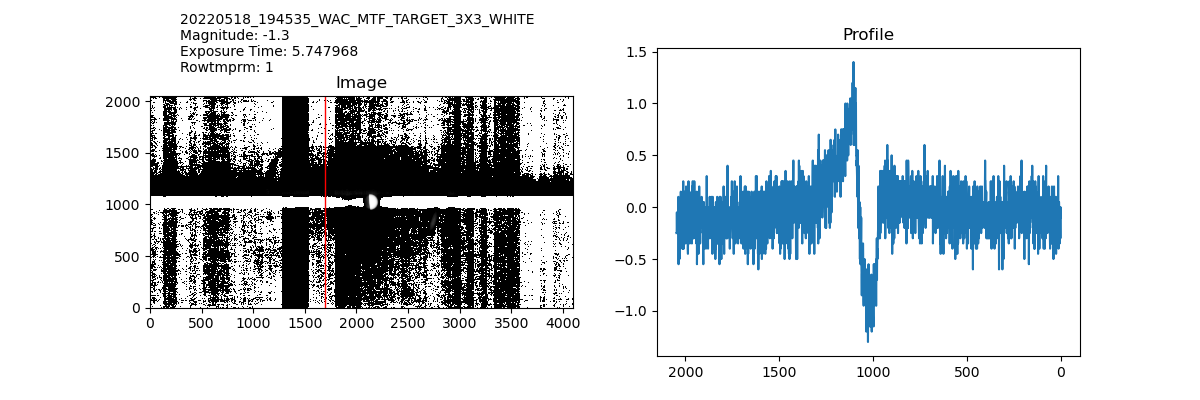 20220518_194535_WAC_MTF_TARGET_3X3_WHITE
Magnitude: -1.3
Exposure Time: 5.747968
Rowtmprm: 1
Image
2000
1500
1000
500
0
0 500 1000 1500 2000 2500 3000 3500 4000
Profile
1.5
1.0
0.5
0.0
−0.5
−1.0
2000 1500 1000 500 0